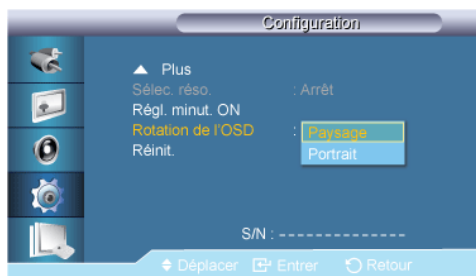 Configuration
▲ Plus
Sélec. réso. : Arrêt
Régl. minut. ON
Rotation de l'OSD : Paysage
Portrait
Réinit.
S/N : - - - - - - - - - - - - - -
Déplacer Entrer Retour